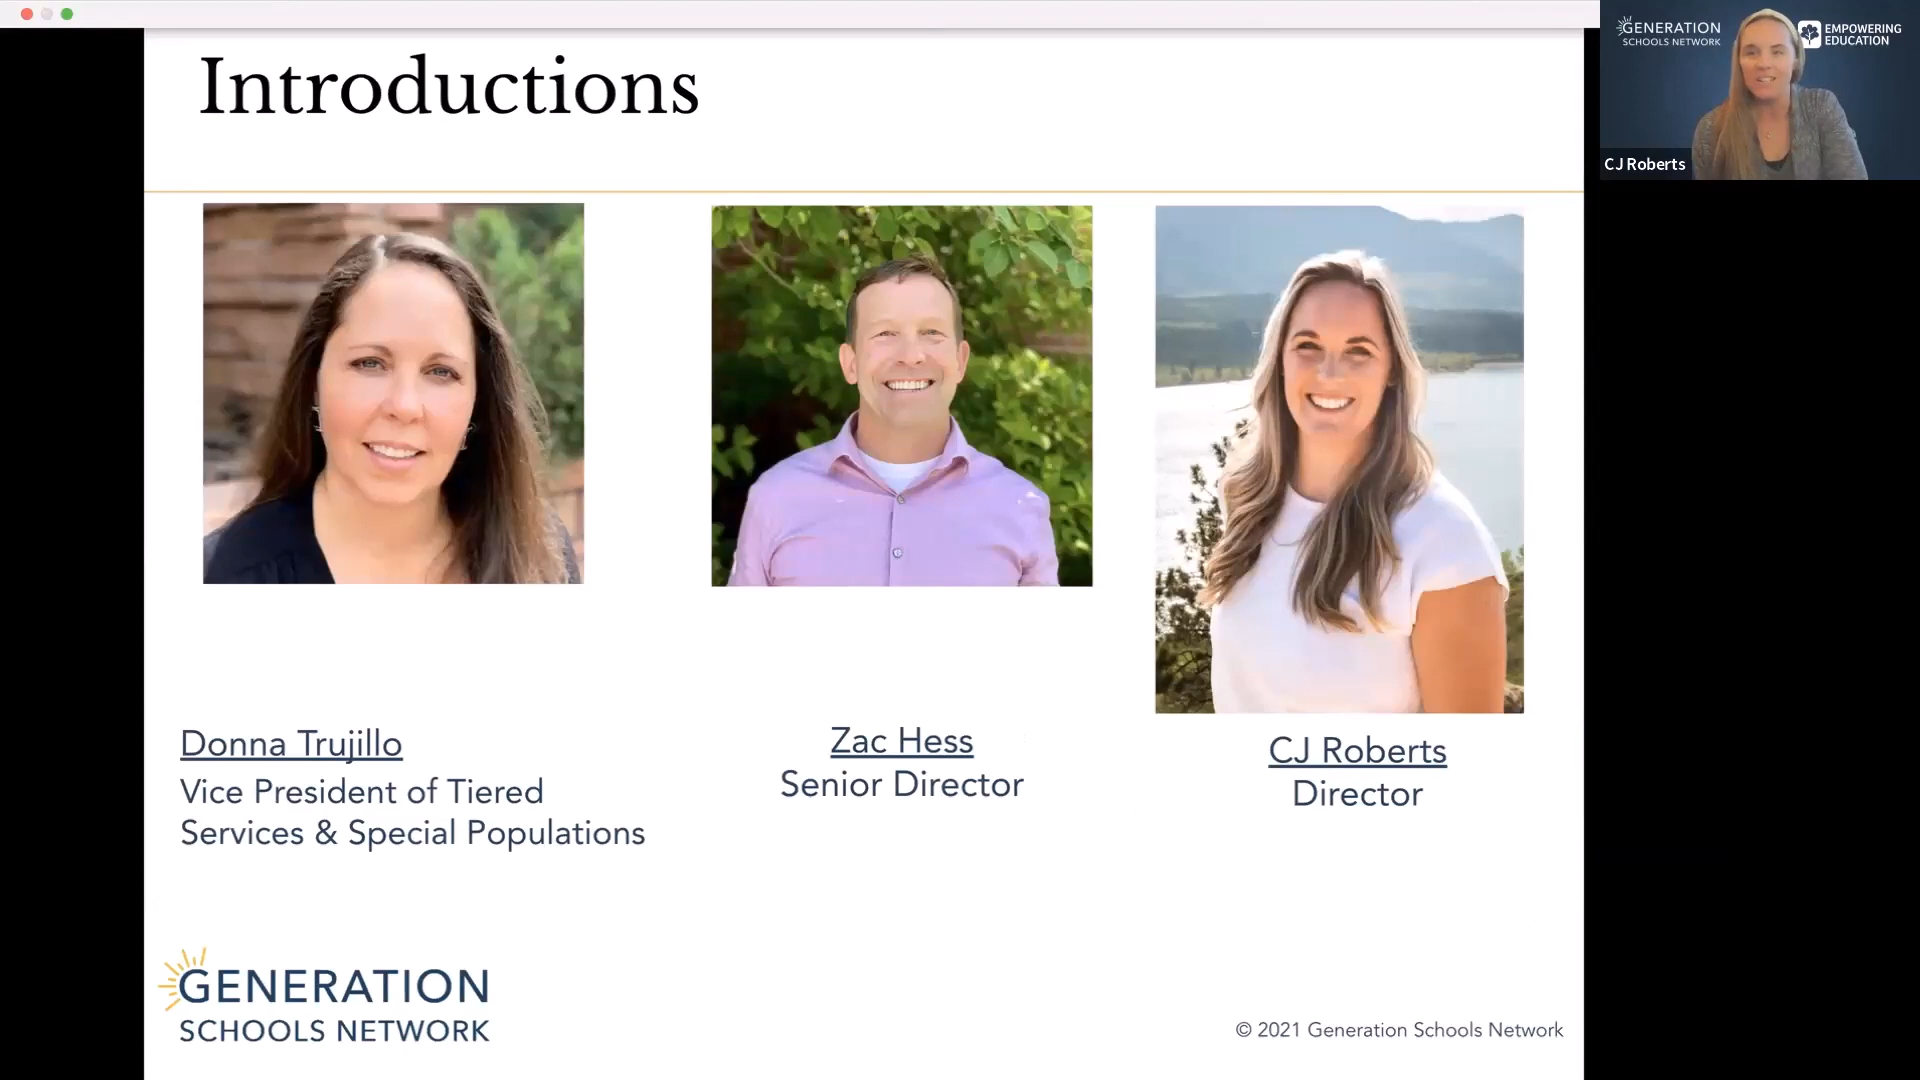 Introductions
GENERATION
SCHOOLS NETWORK
EMPOWERING
EDUCATION
CJ Roberts
Donna Trujillo
Vice President of Tiered
Services & Special Populations
Zac Hess
Senior Director
CJ Roberts
Director
GENERATION
SCHOOLS NETWORK
© 2021 Generation Schools Network